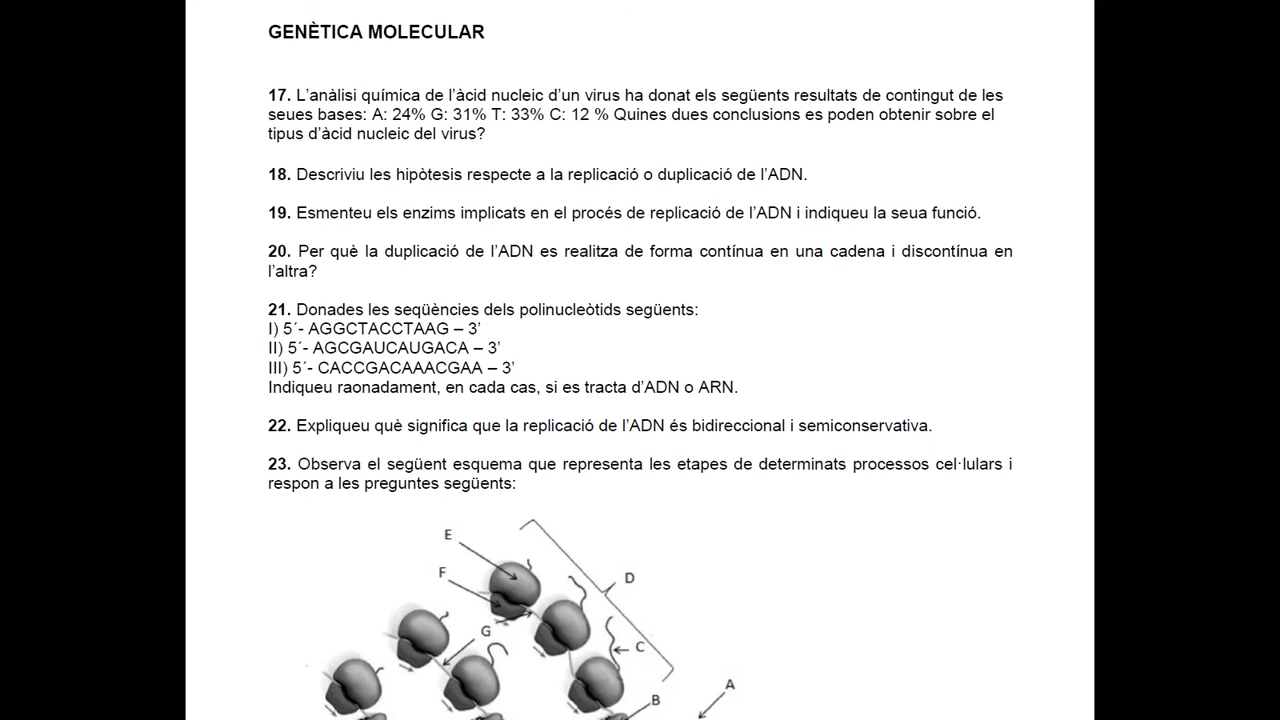 GENÈTICA MOLECULAR
17. L'anàlisi química de l'àcid nucleic d'un virus ha donat els següents resultats de contingut de les
seues bases: A: 24% G: 31% T: 33% C: 12 % Quines dues conclusions es poden obtenir sobre el
tipus d'àcid nucleic del virus?
18. Descriviu les hipòtesis respecte a la replicació o duplicació de l'ADN.
19. Esmenteu els enzims implicats en el procés de replicació de l'ADN i indiqueu la seua funció.
20. Per què la duplicació de l'ADN es realitza de forma contínua en una cadena i discontínua en
l'altra?
21. Donades les seqüències dels polinucleòtids següents:
I) 5´- AGGCTACCTAAG – 3'
II) 5´- AGCGAUCAUGACA – 3'
III) 5´- CACCGACAAACGAA – 3'
Indiqueu raonadament, en cada cas, si es tracta d'ADN o ARN.
22. Expliqueu què significa que la replicació de l'ADN és bidireccional i semiconservativa.
23. Observa el següent esquema que representa les etapes de determinats processos cel·lulars i
respon a les preguntes següents:
E
F
D
G
C
A
B